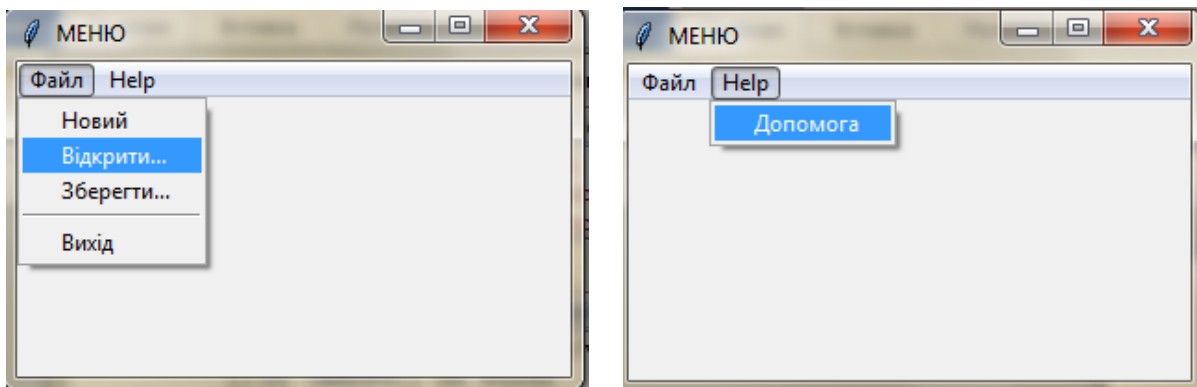 МЕНЮ
Файл Help
Новий
Відкрити...
Зберегти...
Вихід
МЕНЮ
Файл Help
Допомога